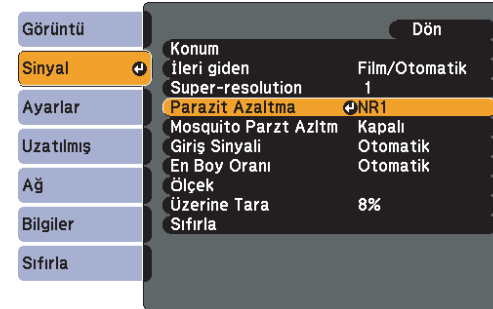 Görüntü
Sinyal
Ayarlar
Uzatılmış
Ağ
Bilgiler
Sıfırla
Dön
Konum
İleri giden Film/Otomatik
Super-resolution 1
Parazit Azaltma NR1
Mosquito Parzt Azltm Kapalı
Giriş Sinyali Otomatik
En Boy Oranı Otomatik
Ölçek
Üzerine Tara 8%
Sıfırla